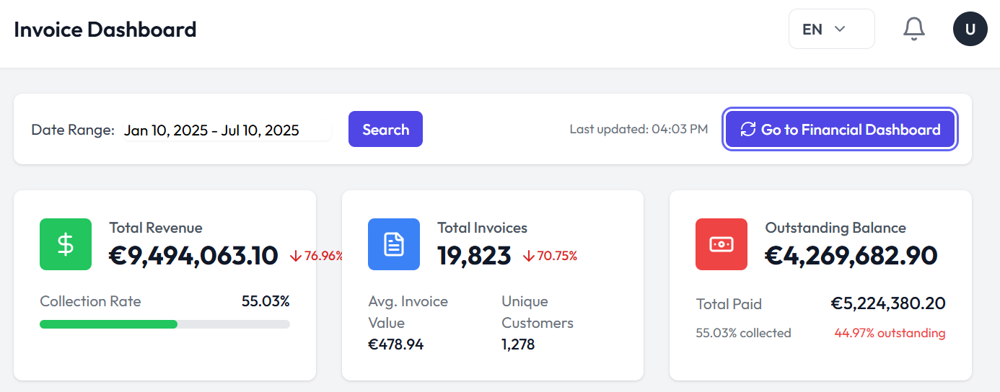 Invoice Dashboard
EN
U
Date Range: Jan 10, 2025 - Jul 10, 2025
Search
Last updated: 04:03 PM
Go to Financial Dashboard
Total Revenue
€9,494,063.10 ↓ 76.96%
Collection Rate 55.03%
Total Invoices
19,823 ↓ 70.75%
Avg. Invoice
Value
€478.94
Unique
Customers
1,278
Outstanding Balance
€4,269,682.90
Total Paid €5,224,380.20
55.03% collected 44.97% outstanding